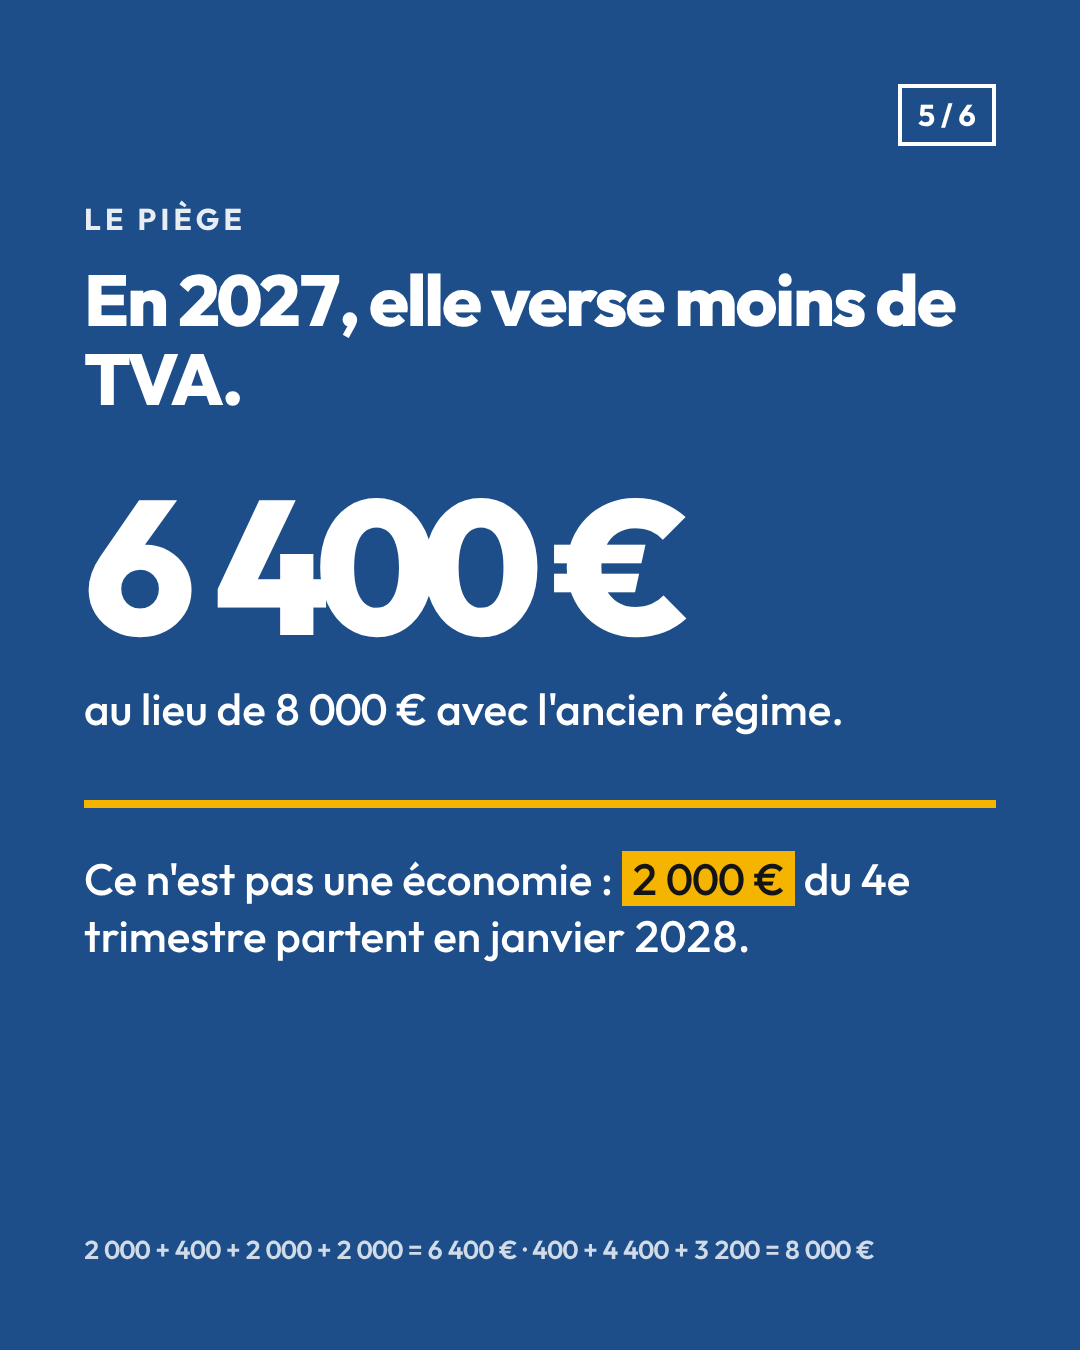 5 / 6
LE PIÈGE
En 2027, elle verse moins de
TVA.
6 400 €
au lieu de 8 000 € avec l'ancien régime.
Ce n'est pas une économie : 2 000 € du 4e
trimestre partent en janvier 2028.
2 000 + 400 + 2 000 + 2 000 = 6 400 € · 400 + 4 400 + 3 200 = 8 000 €